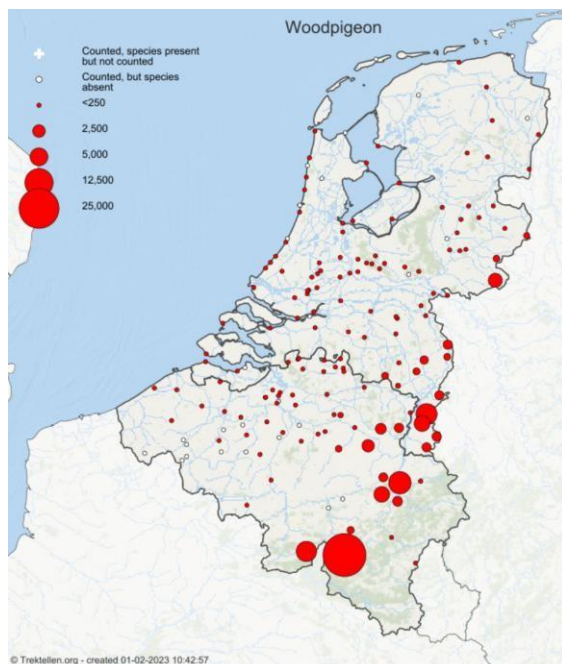 Woodpigeon
Counted, species present
but not counted
Counted, but species
absent
<250
2,500
5,000
12,500
25,000
© Trektellen.org - created 01-02-2023 10:42:57